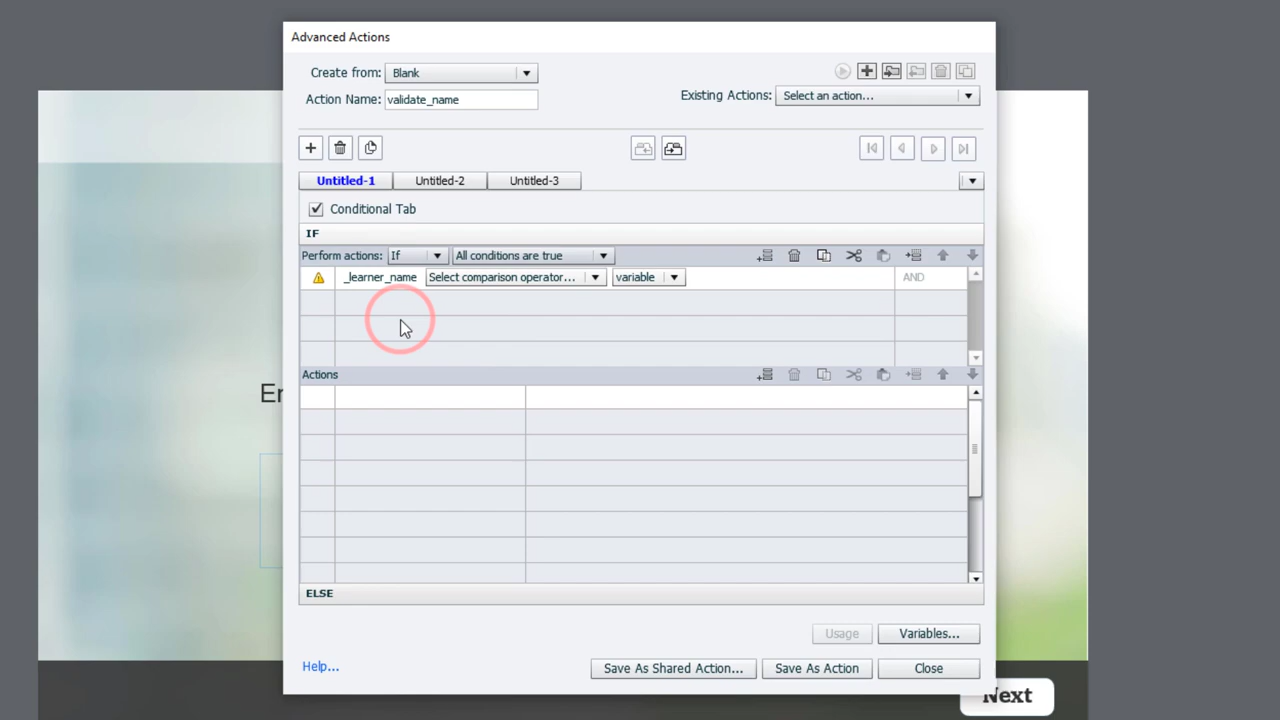 Advanced Actions
Create from: Blank
Action Name: validate_name
Existing Actions: Select an action...
Untitled-1 Untitled-2 Untitled-3
Conditional Tab
IF
Perform actions: If All conditions are true
_learner_name Select comparison operator... variable AND
Actions
Er
ELSE
Usage Variables...
Help... Save As Shared Action... Save As Action Close
Next